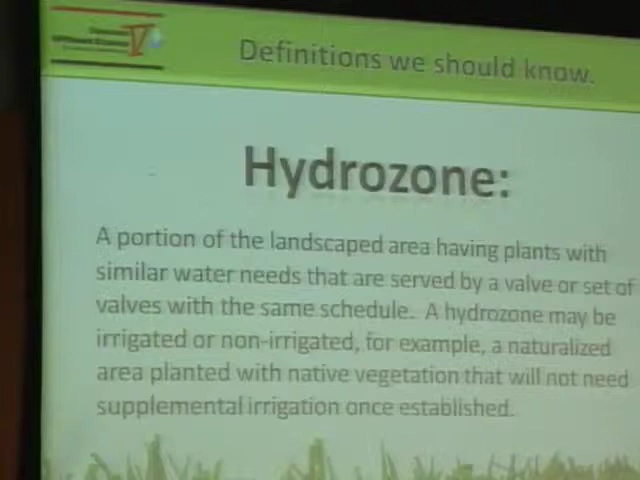 V
Definitions we should know.
Hydrozone:
A portion of the landscaped area having plants with
similar water needs that are served by a valve or set of
valves with the same schedule. A hydrozone may be
irrigated or non-irrigated, for example, a naturalized
area planted with native vegetation that will not need
supplemental irrigation once established.